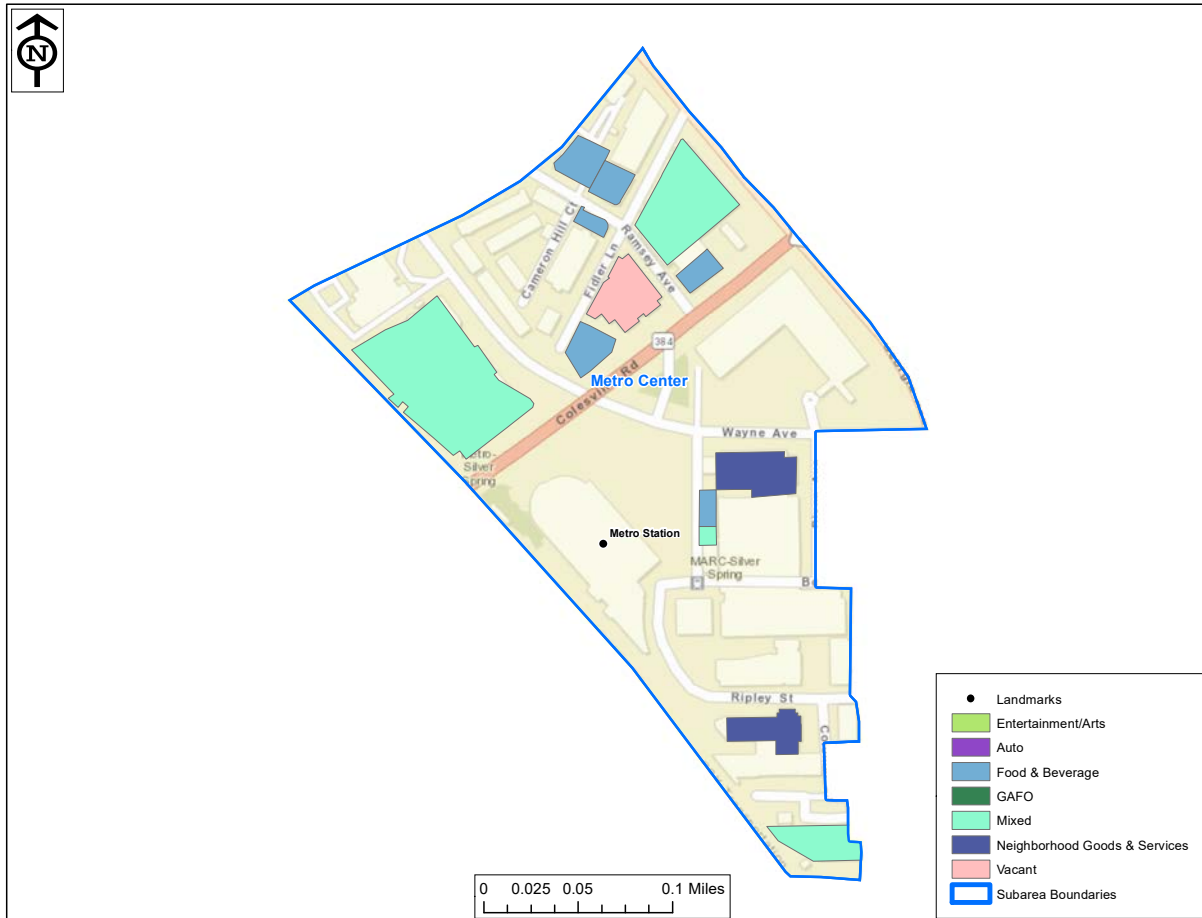 N
Cameron Hill Ct
Fidler Ln
Ramsey Ave
384
Metro Center
Colesville Rd
Wayne Ave
Silver
Spring
Metro Station
MARC-Silver
Spring
Ripley St
Landmarks
Entertainment/Arts
Auto
Food & Beverage
GAFO
Mixed
Neighborhood Goods & Services
Vacant
Subarea Boundaries
0 0.025 0.05 0.1 Miles